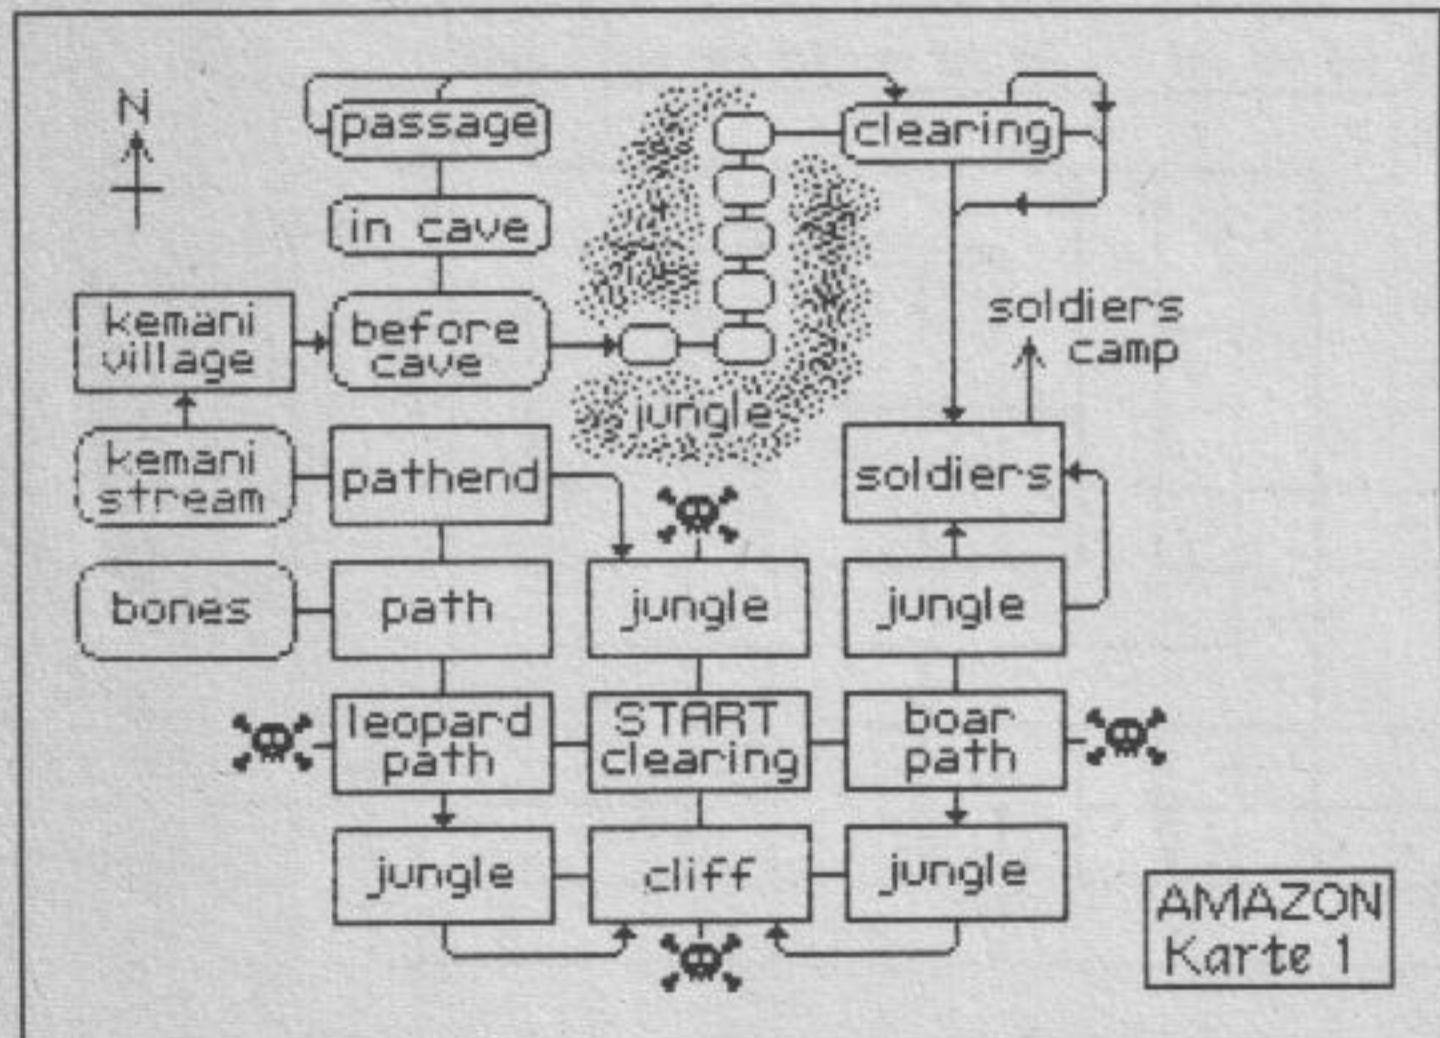 N
passage
clearing
in cave
kemani
village
before
cave
soldiers
camp
jungle
kemani
stream
pathend
soldiers
bones
path
jungle
jungle
leopard
path
START
clearing
boar
path
jungle
cliff
jungle
AMAZON
Karte 1